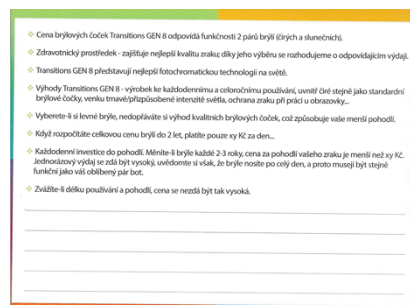 Cena brýlových čoček Transitions GEN 8 odpovídá funkčnosti 2 párů brýlí (čirých a slunečních).
Zdravotnický prostředek - zajišťuje nejlepší kvalitu zraku; díky jeho výběru se rozhodujeme o odpovídajícím výdaji.
Transitions GEN 8 představují nejlepší fotochromatickou technologii na světě.
Výhody Transitions GEN 8 - výrobek ke každodennímu a celoročnímu používání, uvnitř čiré stejně jako standardní
brýlové čočky, venku tmavé/přizpůsobené intenzitě světla, ochrana zraku při práci u obrazovky...
Vyberete-li si levné brýle, nedopřáváte si výhod kvalitních brýlových čoček, což způsobuje vaše menší pohodlí.
Když rozpočítáte celkovou cenu brýlí do 2 let, platíte pouze xy Kč za den...
Každodenní investice do pohodlí. Měníte-li brýle každé 2-3 roky, cena za pohodlí vašeho zraku je menší než xy Kč.
Jednorázový výdaj se zdá být vysoký, uvědomte si však, že brýle nosíte po celý den, a proto musejí být stejně
funkční jako váš oblíbený pár bot.
Zvážíte-li délku používání a pohodlí, cena se nezdá být tak vysoká.